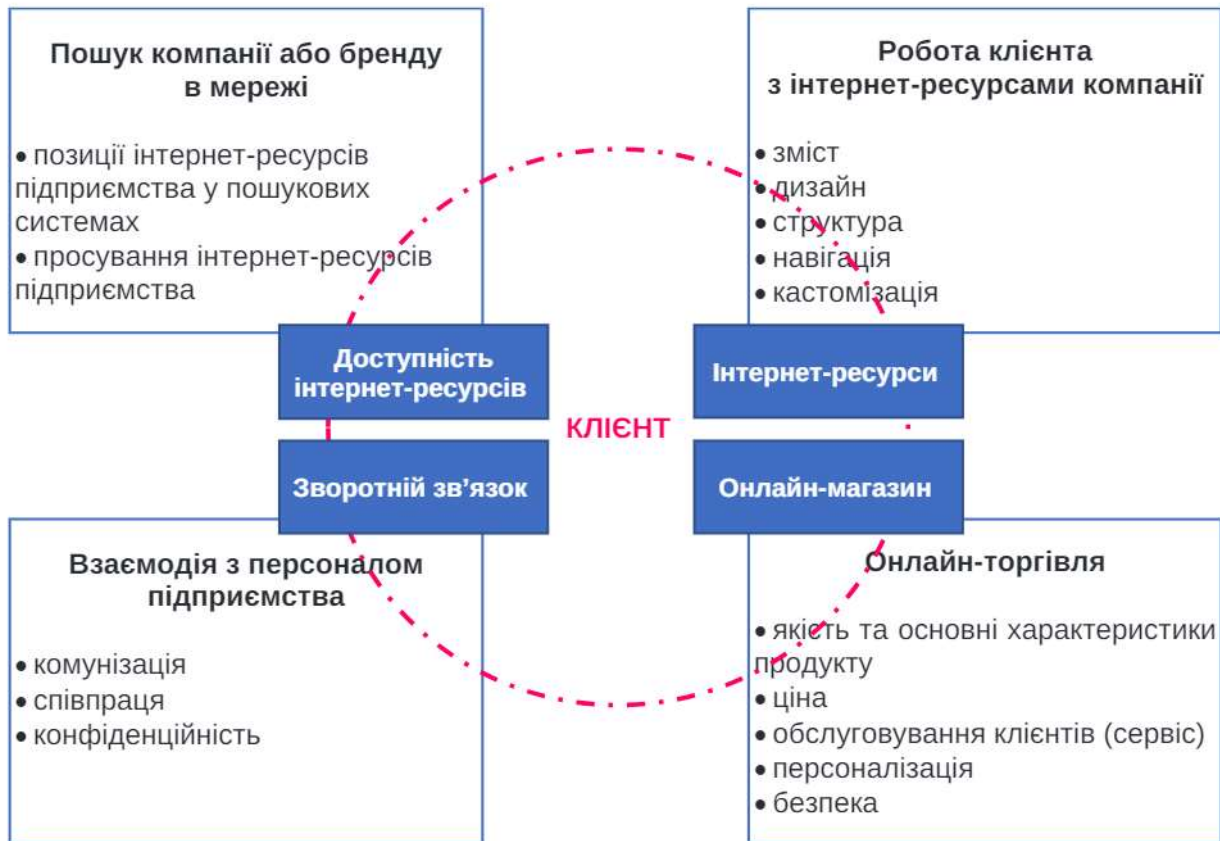 Пошук компанії або бренду
в мережі
• позиції інтернет-ресурсів
підприємства у пошукових
системах
• просування інтернет-ресурсів
підприємства
Робота клієнта
з інтернет-ресурсами компанії
• зміст
• дизайн
• структура
• навігація
• кастомізація
Доступність
інтернет-ресурсів
Інтернет-ресурси
КЛІЄНТ
Зворотній зв’язок
Онлайн-магазин
Взаємодія з персоналом
підприємства
• комунізація
• співпраця
• конфіденційність
Онлайн-торгівля
• якість та основні характеристики
продукту
• ціна
• обслуговування клієнтів (сервіс)
• персоналізація
• безпека